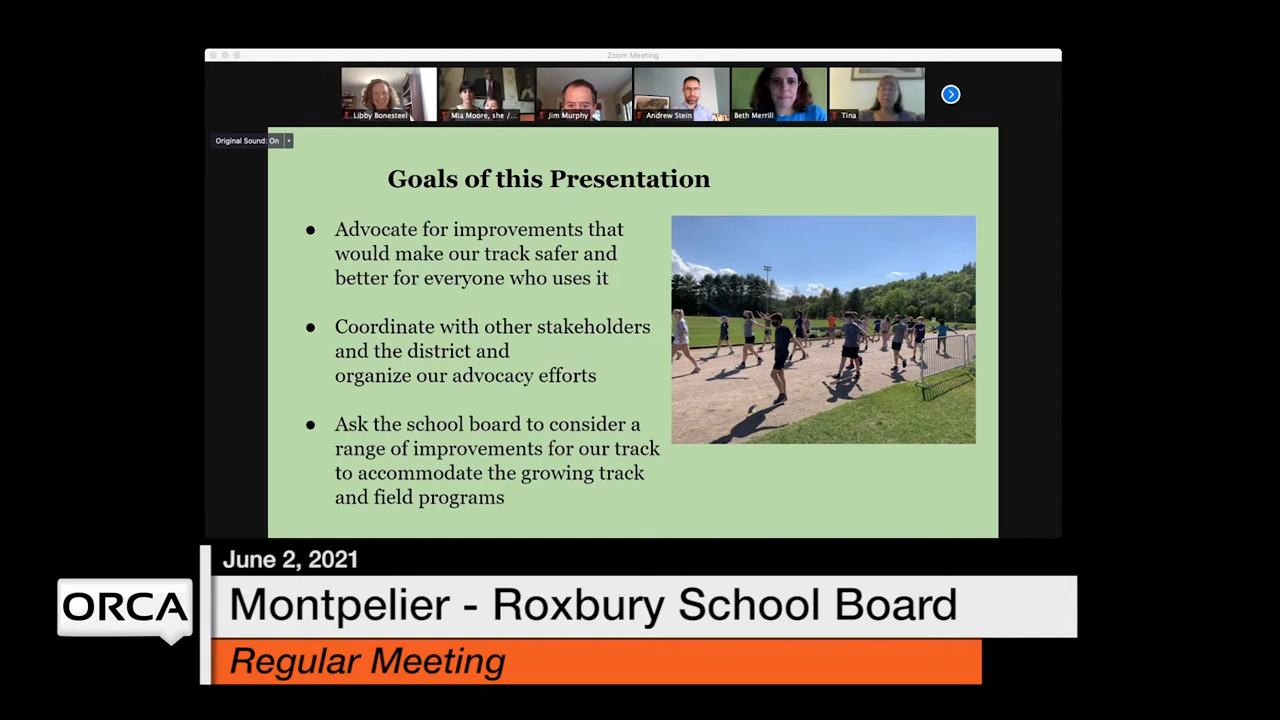 Zoom Meeting
Libby Bonesteel
Mia Moore, she /...
Jim Murphy
Andrew Stein
Beth Merrill
Tina
Original Sound: On
Goals of this Presentation
● Advocate for improvements that
would make our track safer and
better for everyone who uses it
● Coordinate with other stakeholders
and the district and
organize our advocacy efforts
● Ask the school board to consider a
range of improvements for our track
to accommodate the growing track
and field programs
June 2, 2021
ORCA
Montpelier - Roxbury School Board
Regular Meeting